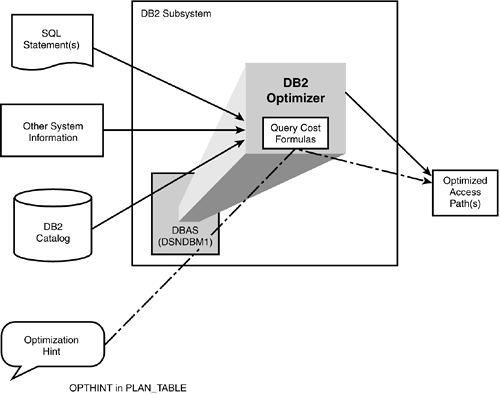 DB2 Subsystem
SQL
Statement(s)
DB2
Optimizer
Query Cost
Formulas
Other System
Information
Optimized
Access
Path(s)
DB2
Catalog
DBAS
(DSNDBM1)
Optimization
Hint
OPTHINT in PLAN_TABLE